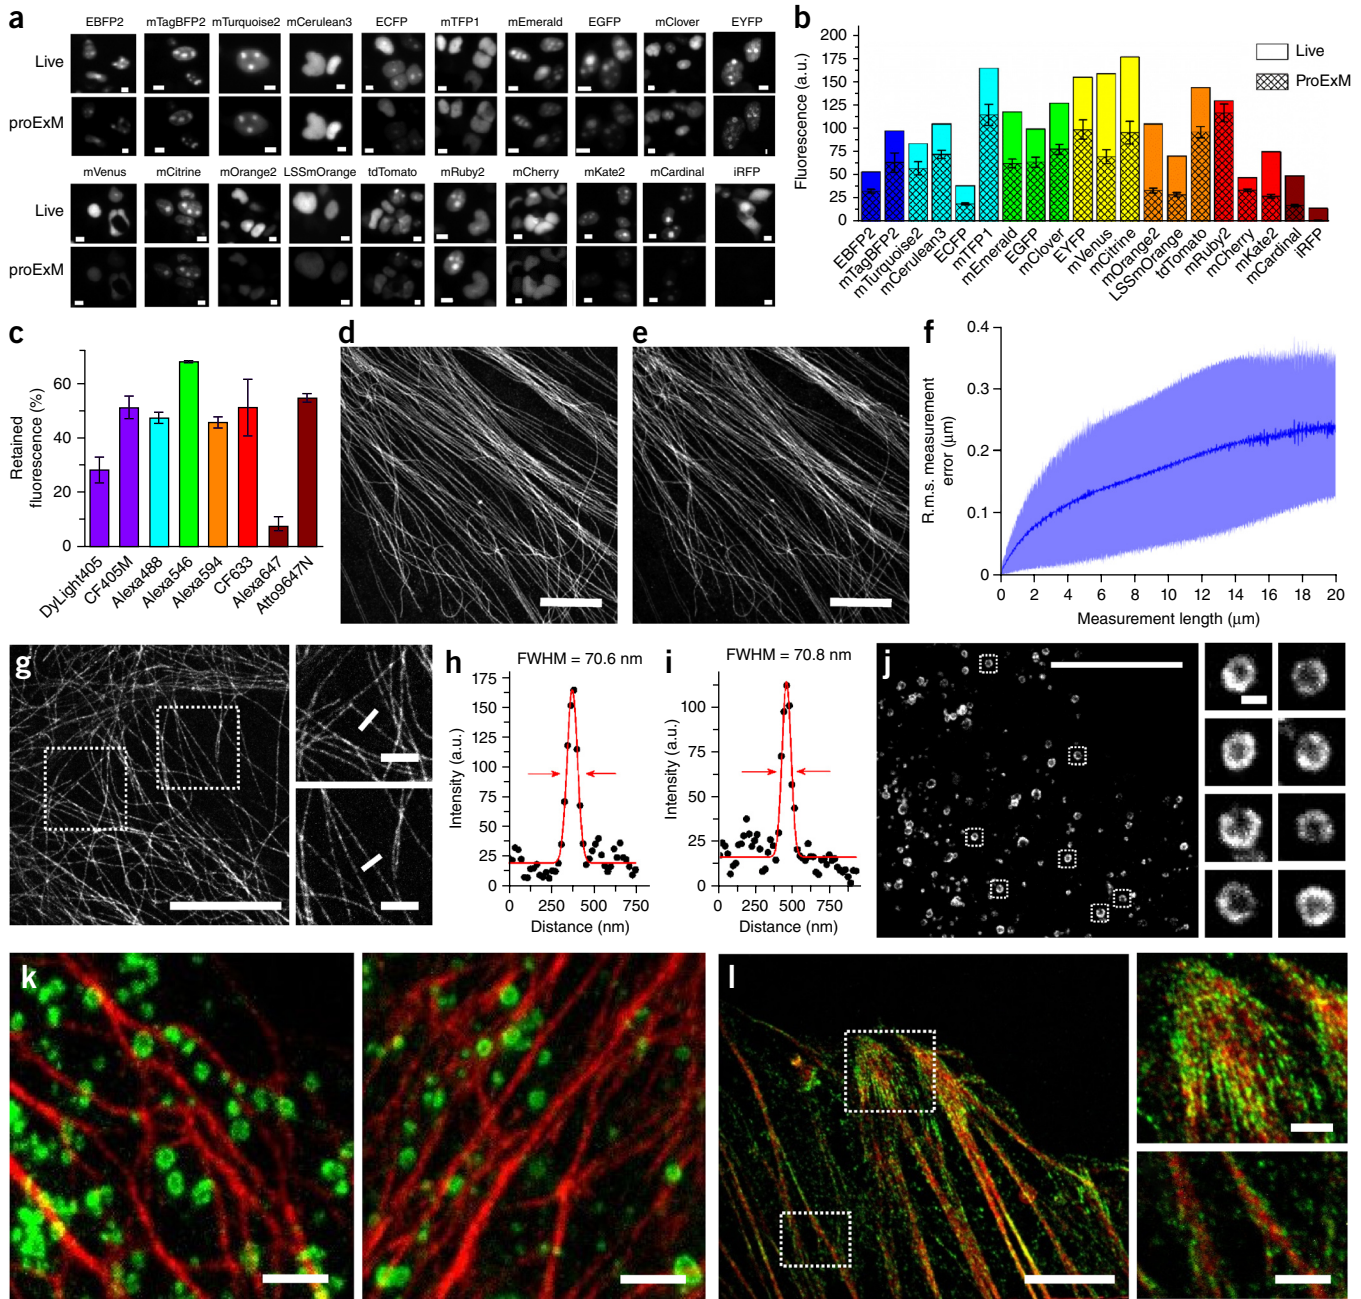 a
EBFP2 mTagBFP2 mTurquoise2 mCerulean3 ECFP mTFP1 mEmerald EGFP mClover EYFP
Live
proExM
mVenus mCitrine mOrange2 LSSmOrange tdTomato mRuby2 mCherry mKate2 mCardinal iRFP
Live
proExM
b
Fluorescence (a.u.)
200
175
150
125
100
75
50
25
0
Live
ProExM
EBFP2
mTagBFP2
mTurquoise2
mCerulean3
ECFP
mTFP1
mEmerald
EGFP
mClover
EYFP
mVenus
mCitrine
mOrange2
LSSmOrange
tdTomato
mRuby2
mCherry
mKate2
mCardinal
iRFP
c
Retained
fluorescence (%)
60
40
20
0
DyLight405
CF405M
Alexa488
Alexa546
Alexa594
CF633
Alexa647
Atto9647N
d
e
f
R.m.s. measurement
error (μm)
0.4
0.3
0.2
0.1
0
0 2 4 6 8 10 12 14 16 18 20
Measurement length (μm)
g
h
FWHM = 70.6 nm
Intensity (a.u.)
175
150
125
100
75
50
25
0
0 250 500 750
Distance (nm)
i
FWHM = 70.8 nm
Intensity (a.u.)
100
75
50
25
0
0 250 500 750
Distance (nm)
j
k
l